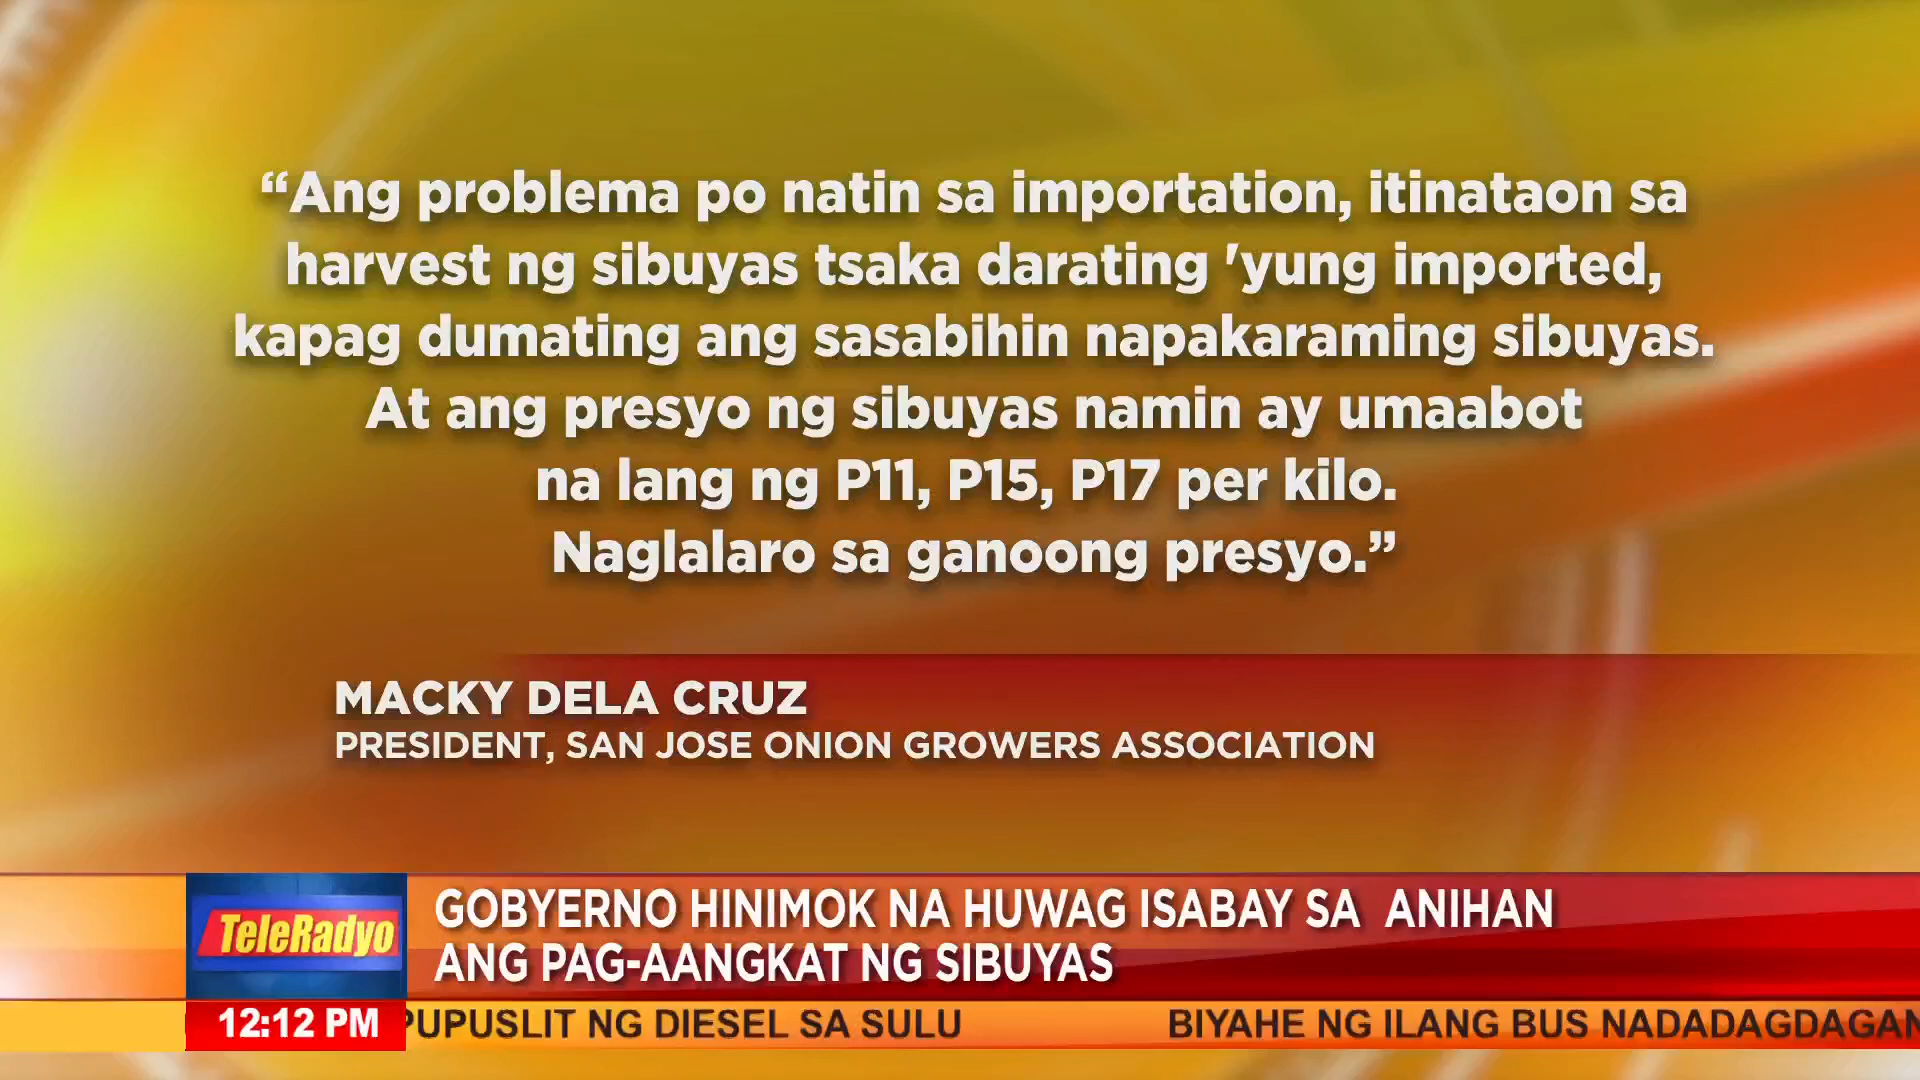 “Ang problema po natin sa importation, itinataon sa
harvest ng sibuyas tsaka darating 'yung imported,
kapag dumating ang sasabihin napakaraming sibuyas.
At ang presyo ng sibuyas namin ay umaabot
na lang ng P11, P15, P17 per kilo.
Naglalaro sa ganoong presyo.”
MACKY DELA CRUZ
PRESIDENT, SAN JOSE ONION GROWERS ASSOCIATION
TeleRadyo
GOBYERNO HINIMOK NA HUWAG ISABAY SA ANIHAN
ANG PAG-AANGKAT NG SIBUYAS
12:12 PM
PUPUSLIT NG DIESEL SA SULU BIYAHE NG ILANG BUS NADADAGDAGAN